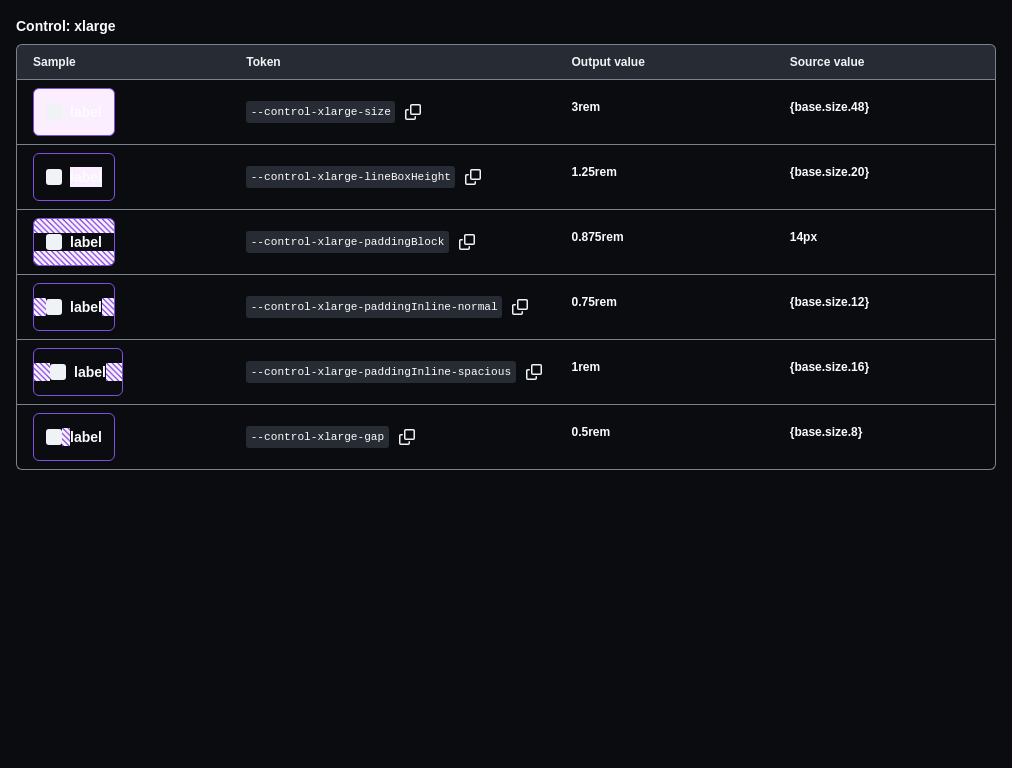 Control: xlarge
Sample Token Output value Source value
label --control-xlarge-size 3rem {base.size.48}
label --control-xlarge-lineBoxHeight 1.25rem {base.size.20}
label --control-xlarge-paddingBlock 0.875rem 14px
label --control-xlarge-paddingInline-normal 0.75rem {base.size.12}
label --control-xlarge-paddingInline-spacious 1rem {base.size.16}
label --control-xlarge-gap 0.5rem {base.size.8}